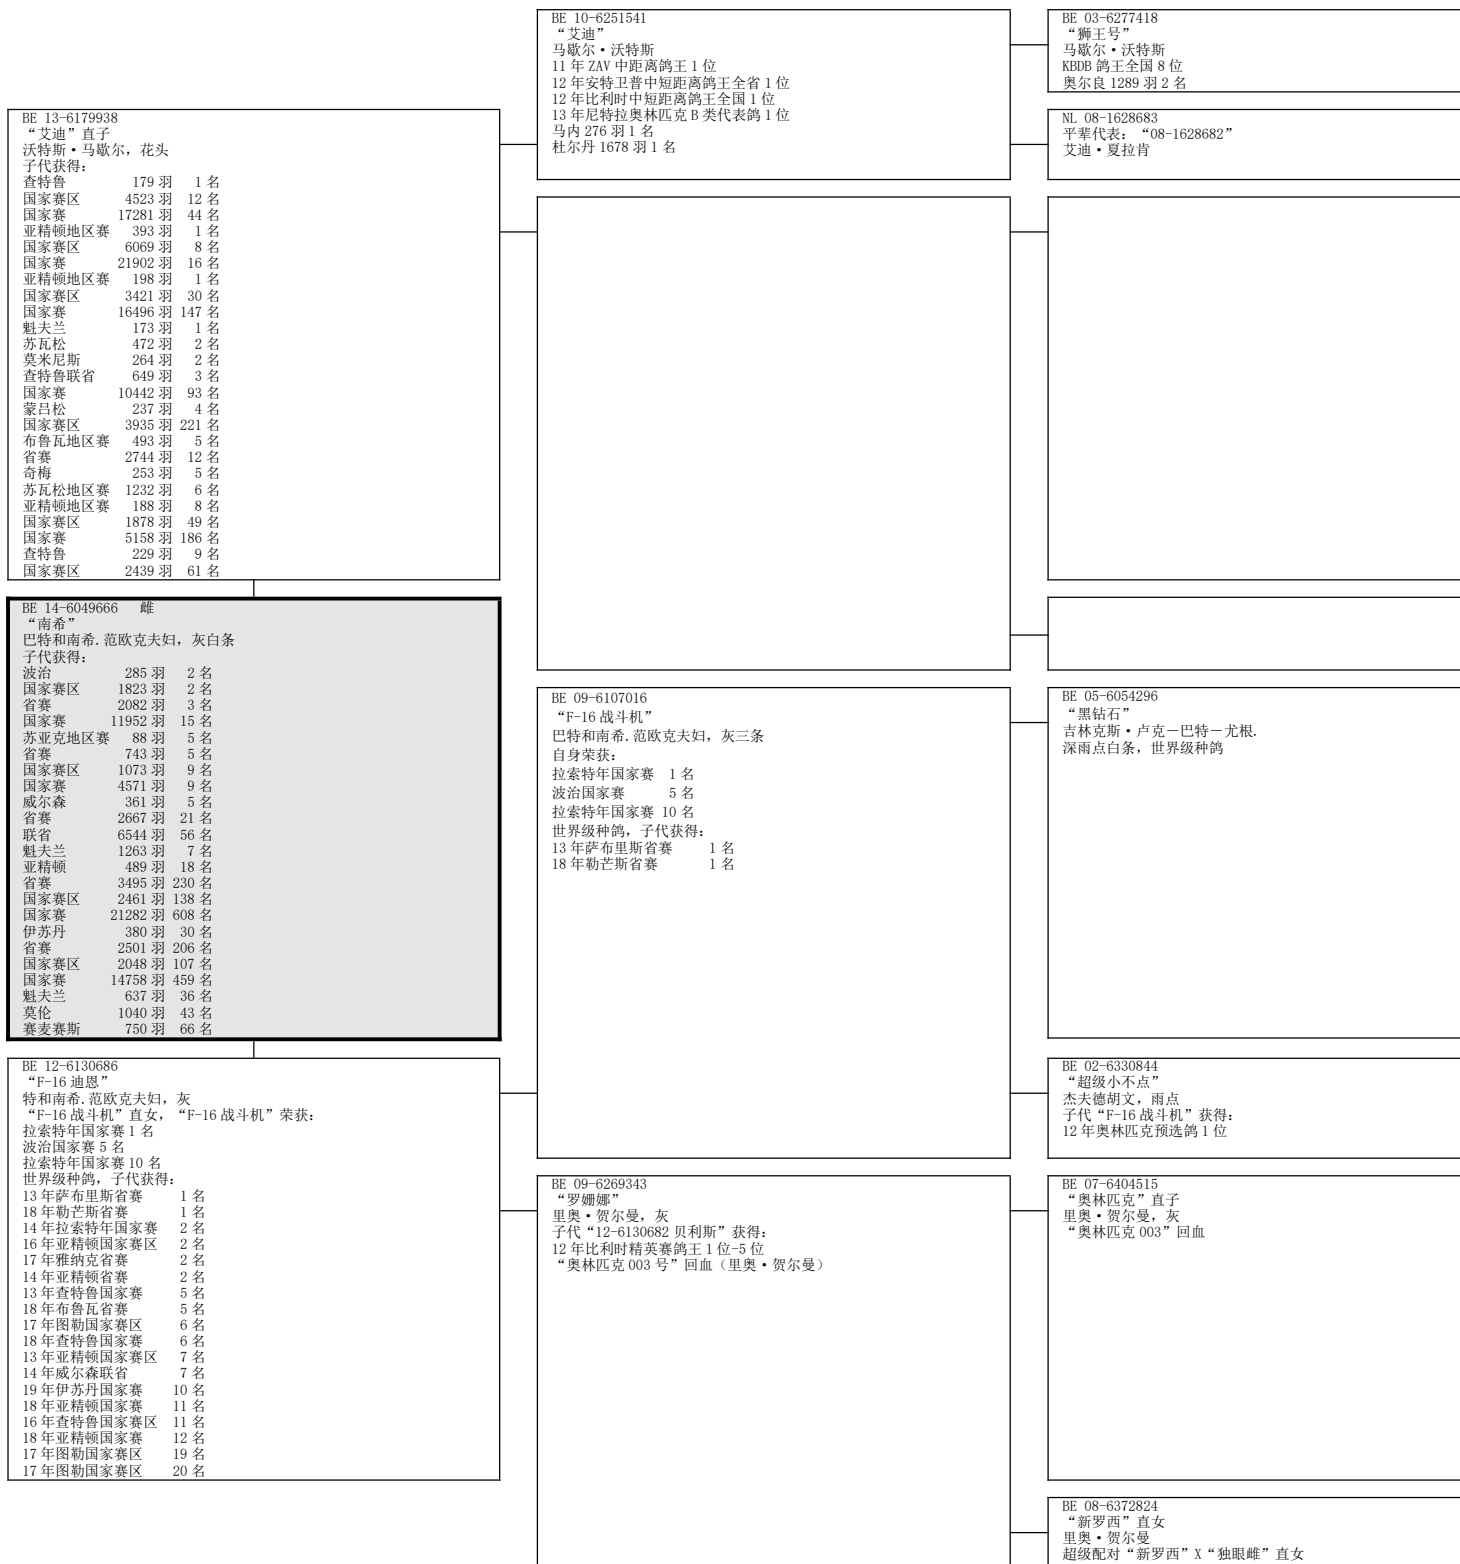 BE 13-6179938
“艾迪”直子
沃特斯·马歇尔，花头
子代获得：
查特鲁 179 羽 1 名
国家赛区 4523 羽 12 名
国家赛 17281 羽 44 名
亚精顿地区赛 393 羽 1 名
国家赛区 6069 羽 8 名
国家赛 21902 羽 16 名
亚精顿地区赛 198 羽 1 名
国家赛区 3421 羽 30 名
国家赛 16496 羽 147 名
魁夫兰 173 羽 1 名
苏瓦松 472 羽 2 名
莫米尼斯 264 羽 2 名
查特鲁联省 649 羽 3 名
国家赛 10442 羽 93 名
蒙吕松 237 羽 4 名
国家赛区 3935 羽 221 名
布鲁瓦地区赛 493 羽 5 名
省赛 2744 羽 12 名
奇梅 253 羽 5 名
苏瓦松地区赛 1232 羽 6 名
亚精顿地区赛 188 羽 8 名
国家赛区 1878 羽 49 名
国家赛 5158 羽 186 名
查特鲁 229 羽 9 名
国家赛区 2439 羽 61 名
BE 14-6049666 雌
“南希”
巴特和南希.范欧克夫妇，灰白条
子代获得：
波治 285 羽 2 名
国家赛区 1823 羽 2 名
省赛 2082 羽 3 名
国家赛 11952 羽 15 名
苏亚克地区赛 88 羽 5 名
省赛 743 羽 5 名
国家赛区 1073 羽 9 名
国家赛 4571 羽 9 名
威尔森 361 羽 5 名
省赛 2667 羽 21 名
联省 6544 羽 56 名
魁夫兰 1263 羽 7 名
亚精顿 489 羽 18 名
省赛 3495 羽 230 名
国家赛区 2461 羽 138 名
国家赛 21282 羽 608 名
伊苏丹 380 羽 30 名
省赛 2501 羽 206 名
国家赛区 2048 羽 107 名
国家赛 14758 羽 459 名
魁夫兰 637 羽 36 名
莫伦 1040 羽 43 名
赛麦赛斯 750 羽 66 名
BE 12-6130686
“F-16 迪恩”
特和南希.范欧克夫妇，灰
“F-16 战斗机”直女，“F-16 战斗机”荣获：
拉索特年国家赛 1 名
波治国家赛 5 名
拉索特年国家赛 10 名
世界级种鸽，子代获得：
13 年萨布里斯省赛 1 名
18 年勒芒斯省赛 1 名
14 年拉索特年国家赛 2 名
16 年亚精顿国家赛区 2 名
17 年雅纳克省赛 2 名
14 年亚精顿省赛 2 名
13 年查特鲁国家赛 5 名
18 年布鲁瓦省赛 5 名
17 年图勒国家赛区 6 名
18 年查特鲁国家赛 6 名
13 年亚精顿国家赛区 7 名
14 年威尔森联省 7 名
19 年伊苏丹国家赛 10 名
18 年亚精顿国家赛 11 名
16 年查特鲁国家赛区 11 名
18 年亚精顿国家赛 12 名
17 年图勒国家赛区 19 名
17 年图勒国家赛区 20 名
BE 10-6251541
“艾迪”
马歇尔·沃特斯
11 年 ZAV 中距离鸽王 1 位
12 年安特卫普中短距离鸽王全省 1 位
12 年比利时中短距离鸽王全国 1 位
13 年尼特拉奥林匹克 B 类代表鸽 1 位
马内 276 羽 1 名
杜尔丹 1678 羽 1 名
BE 09-6107016
“F-16 战斗机”
巴特和南希.范欧克夫妇，灰三条
自身荣获：
拉索特年国家赛 1 名
波治国家赛 5 名
拉索特年国家赛 10 名
世界级种鸽，子代获得：
13 年萨布里斯省赛 1 名
18 年勒芒斯省赛 1 名
BE 09-6269343
“罗姗娜”
里奥·贺尔曼，灰
子代“12-6130682 贝利斯”获得：
12 年比利时精英赛鸽王 1 位-5 位
“奥林匹克 003 号”回血（里奥·贺尔曼）
BE 03-6277418
“狮王号”
马歇尔·沃特斯
KBDB 鸽王全国 8 位
奥尔良 1289 羽 2 名
NL 08-1628683
平辈代表：“08-1628682”
艾迪·夏拉肯
BE 05-6054296
“黑钻石”
吉林克斯·卢克－巴特－尤根.
深雨点白条，世界级种鸽
BE 02-6330844
“超级小不点”
杰夫德胡文，雨点
子代“F-16 战斗机”获得：
12 年奥林匹克预选鸽 1 位
BE 07-6404515
“奥林匹克”直子
里奥·贺尔曼，灰
“奥林匹克 003”回血
BE 08-6372824
“新罗西”直女
里奥·贺尔曼
超级配对“新罗西”X“独眼雌”直女